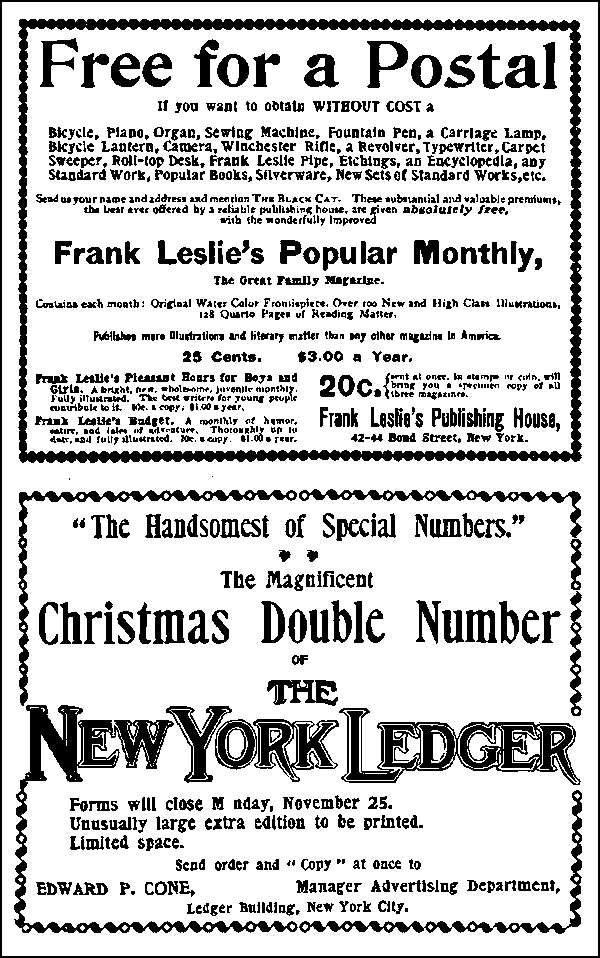 Free for a Postal
If you want to obtain WITHOUT COST a
Bicycle, Piano, Organ, Sewing Machine, Fountain Pen, a Carriage Lamp,
Bicycle Lantern, Camera, Winchester Rifle, a Revolver, Typewriter, Carpet
Sweeper, Roll-top Desk, Frank Leslie Pipe, Etchings, an Encyclopedia, any
Standard Work, Popular Books, Silverware, New Sets of Standard Works, etc.
Send us your name and address and mention THE BLACK CAT. These substantial and valuable premiums,
the best ever offered by a reliable publishing house, are given absolutely free,
with the wonderfully improved
Frank Leslie's Popular Monthly,
The Great Family Magazine.
Contains each month: Original Water Color Frontispiece, Over 100 New and High Class Illustrations,
128 Quarto Pages of Reading Matter.
Publishes more Illustrations and literary matter than any other magazine in America.
25 Cents. $3.00 a Year.
Frank Leslie's Pleasant Hours for Boys and
Girls. A bright, new, wholesome, juvenile monthly.
Fully illustrated. The best writers for young people
contribute to it. 10c. a copy; $1.00 a year.
Frank Leslie's Budget. A monthly of humor,
satire, and tales of adventure. Thoroughly up to
date, and fully illustrated. 10c. a copy; $1.00 a year.
20c. {sent at once, in stamps or coin, will
bring you a specimen copy of all
three magazines.
Frank Leslie's Publishing House,
42-44 Bond Street, New York.
"The Handsomest of Special Numbers."
The Magnificent
Christmas Double Number
OF
THE
NEW YORK LEDGER
Forms will close M nday, November 25.
Unusually large extra edition to be printed.
Limited space.
Send order and "Copy" at once to
EDWARD P. CONE, Manager Advertising Department,
Ledger Building, New York City.